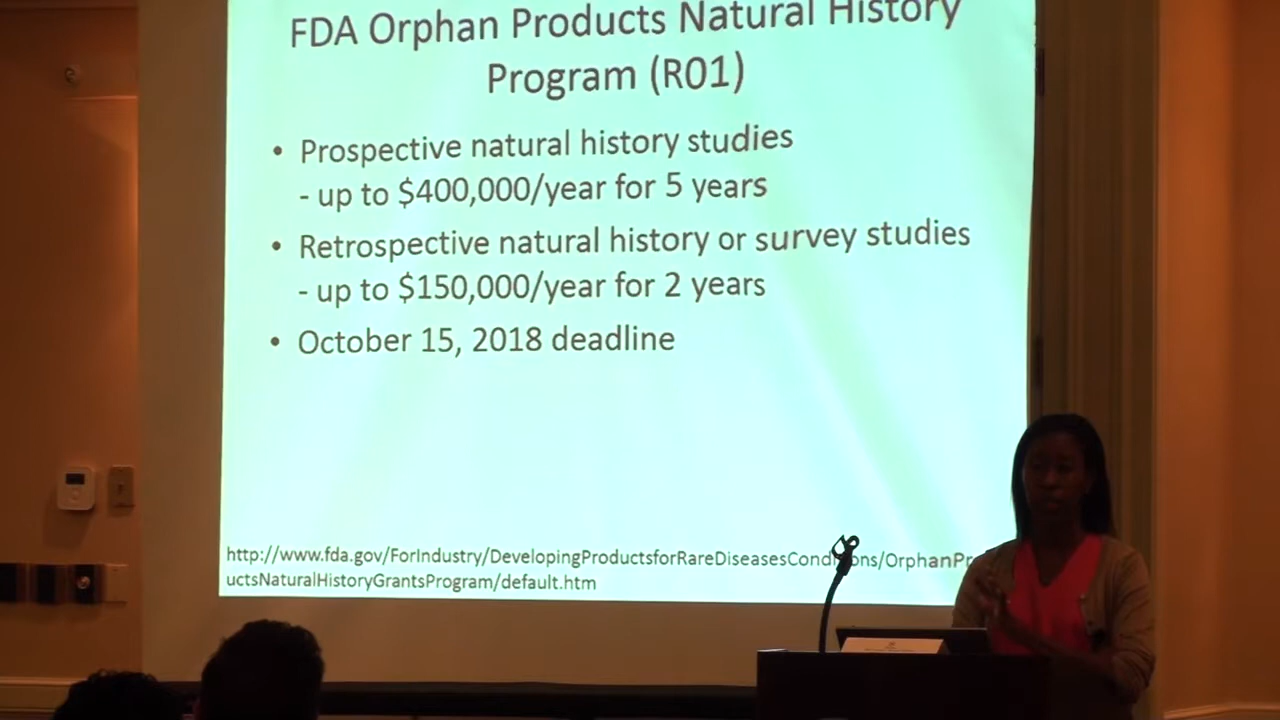 FDA Orphan Products Natural History
Program (R01)
• Prospective natural history studies
- up to $400,000/year for 5 years
• Retrospective natural history or survey studies
- up to $150,000/year for 2 years
• October 15, 2018 deadline
http://www.fda.gov/ForIndustry/DevelopingProductsforRareDiseasesConditions/OrphanPr
uctsNaturalHistoryGrantsProgram/default.htm